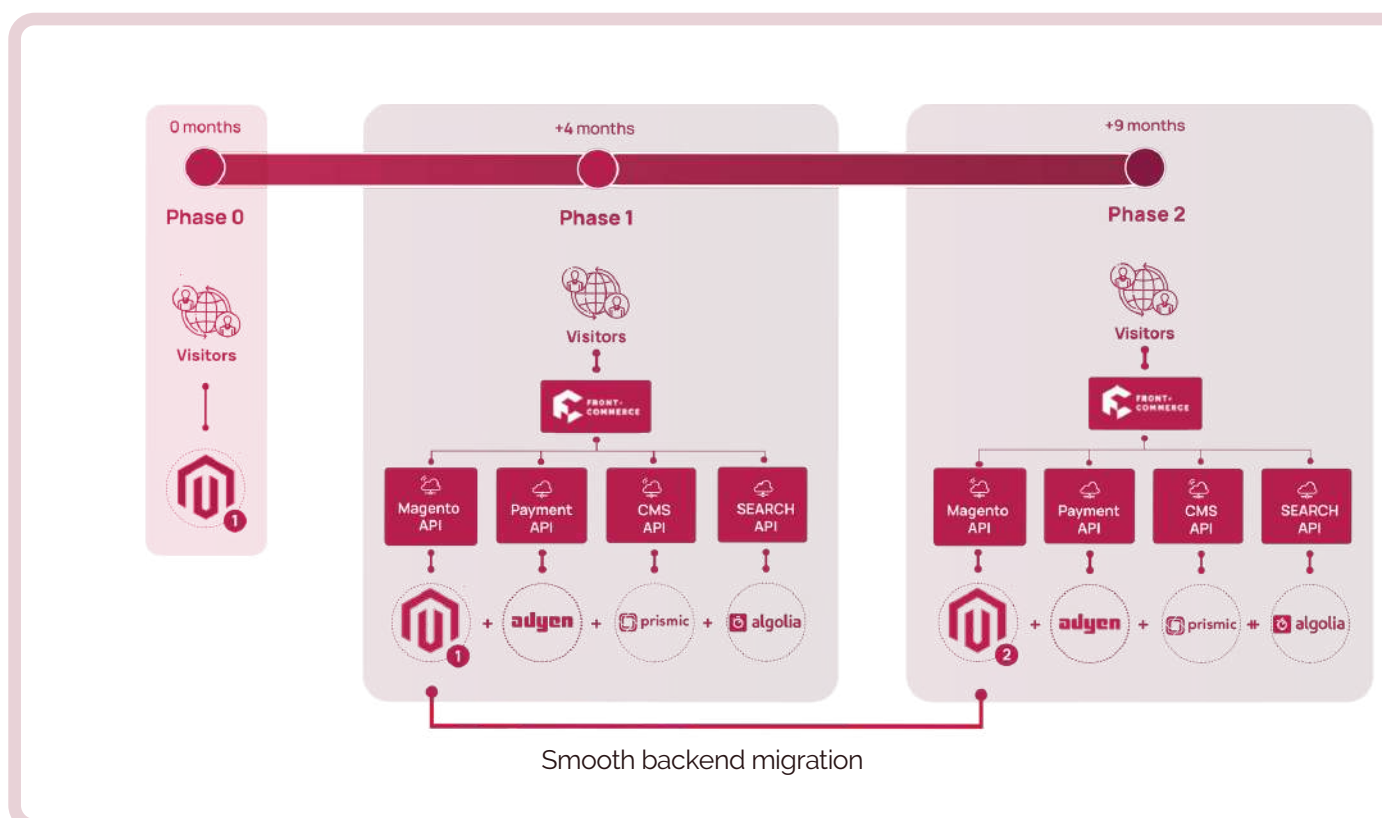 0 months
Phase 0
Visitors
1
+4 months
Phase 1
Visitors
FRONT-
COMMERCE
Magento
API
Payment
API
CMS
API
SEARCH
API
1
+
adyen
+
prismic
+
algolia
+9 months
Phase 2
Visitors
FRONT-
COMMERCE
Magento
API
Payment
API
CMS
API
SEARCH
API
2
+
adyen
+
prismic
++
algolia
Smooth backend migration